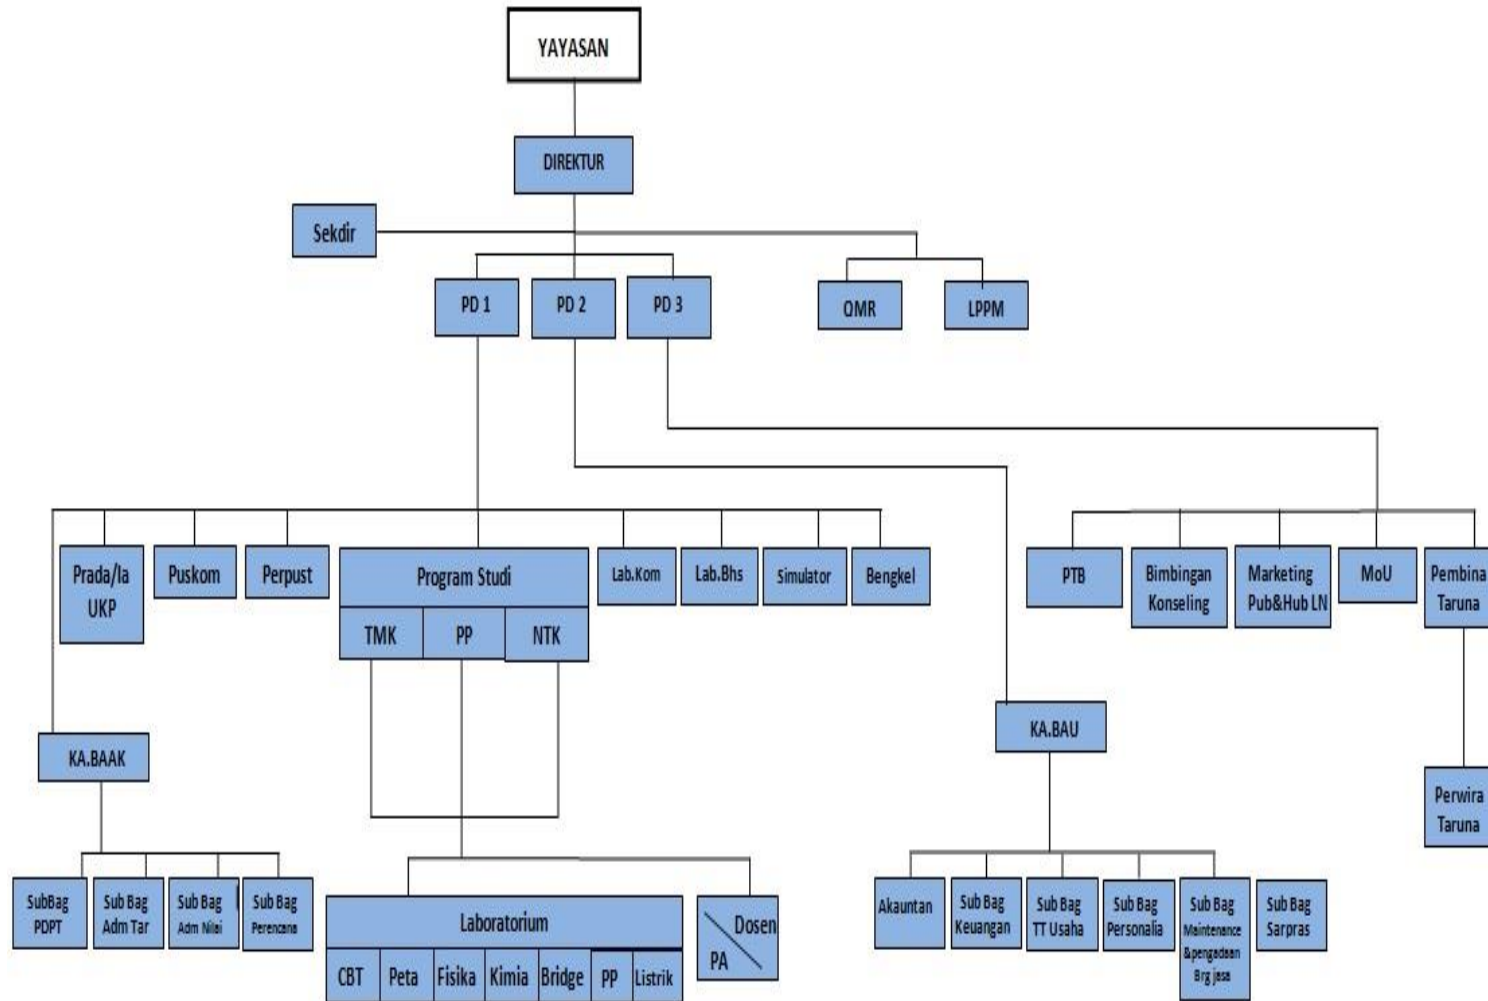 YAYASAN
DIREKTUR
Sekdir
PD 1
PD 2
PD 3
QMR
LPPM
Prada/la
UKP
Puskom
Perpust
Program Studi
TMK
PP
NTK
Lab.Kom
Lab.Bhs
Simulator
Bengkel
PTB
Bimbingan
Konseling
Marketing
Pub&Hub LN
MoU
Pembina
Taruna
KA.BAAK
KA.BAU
Perwira
Taruna
SubBag
PDPT
Sub Bag
Adm Tar
Sub Bag
Adm Nilai
Sub Bag
Perencana
Laboratorium
CBT
Peta
Fisika
Kimia
Bridge
PP
Listrik
Dosen
PA
Akauntan
Sub Bag
Keuangan
Sub Bag
TT Usaha
Sub Bag
Personalia
Sub Bag
Maintenance
&pengadaan
Brg jasa
Sub Bag
Sarpras